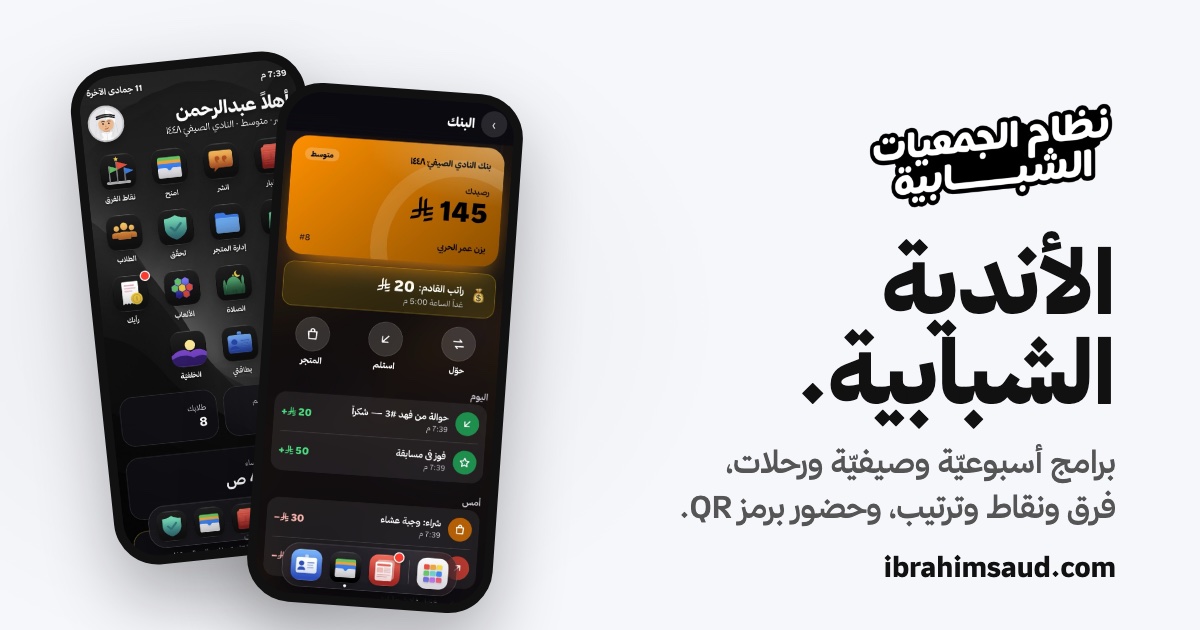 نظام الجمعيات
الشبـــابية
الأندية
الشبابية.
برامج أسبوعيّة وصيفيّة ورحلات،
فرق ونقاط وترتيب، وحضور برمز QR.
ibrahimsaud.com
البنك
بنك النادي الصيفي ١٤٤٨
متوسط
رصيدك
145
يزن عمر الحربي
#8
راتب القادم: 20
غداً الساعة 5:00 م
حوّل
استلم
المتجر
اليوم
حوالة من فهد #3 — شكراً
+20
7:39 م
فوز في مسابقة
+50
7:39 م
أمس
شراء: وجبة عشاء
−30
7:39 م
7:39 م
11 جمادى الآخرة
أهلاً عبدالرحمن
متوسط · النادي الصيفي ١٤٤٨
انشر
امنح
نقاط الفرق
إدارة المتجر
تحقّق
الطلاب
الصلاة
الألعاب
رأيك
بطاقتي
الخلفيّة
طلابك
8
ص